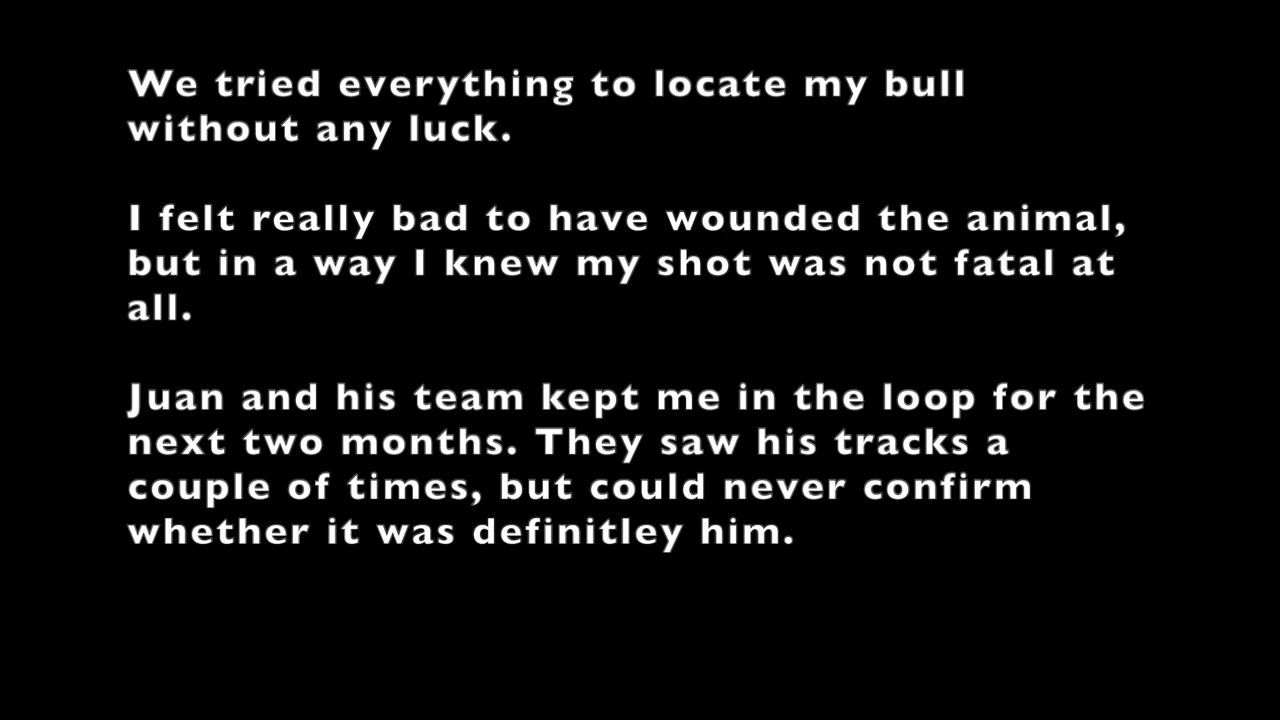 We tried everything to locate my bull
without any luck.
I felt really bad to have wounded the animal,
but in a way I knew my shot was not fatal at
all.
Juan and his team kept me in the loop for the
next two months. They saw his tracks a
couple of times, but could never confirm
whether it was definitley him.